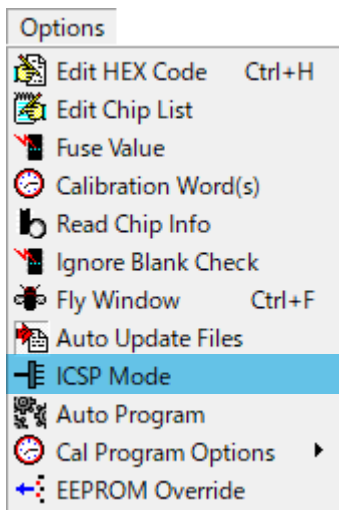 Options
Edit HEX Code Ctrl+H
Edit Chip List
Fuse Value
Calibration Word(s)
Read Chip Info
Ignore Blank Check
Fly Window Ctrl+F
Auto Update Files
ICSP Mode
Auto Program
Cal Program Options
EEPROM Override